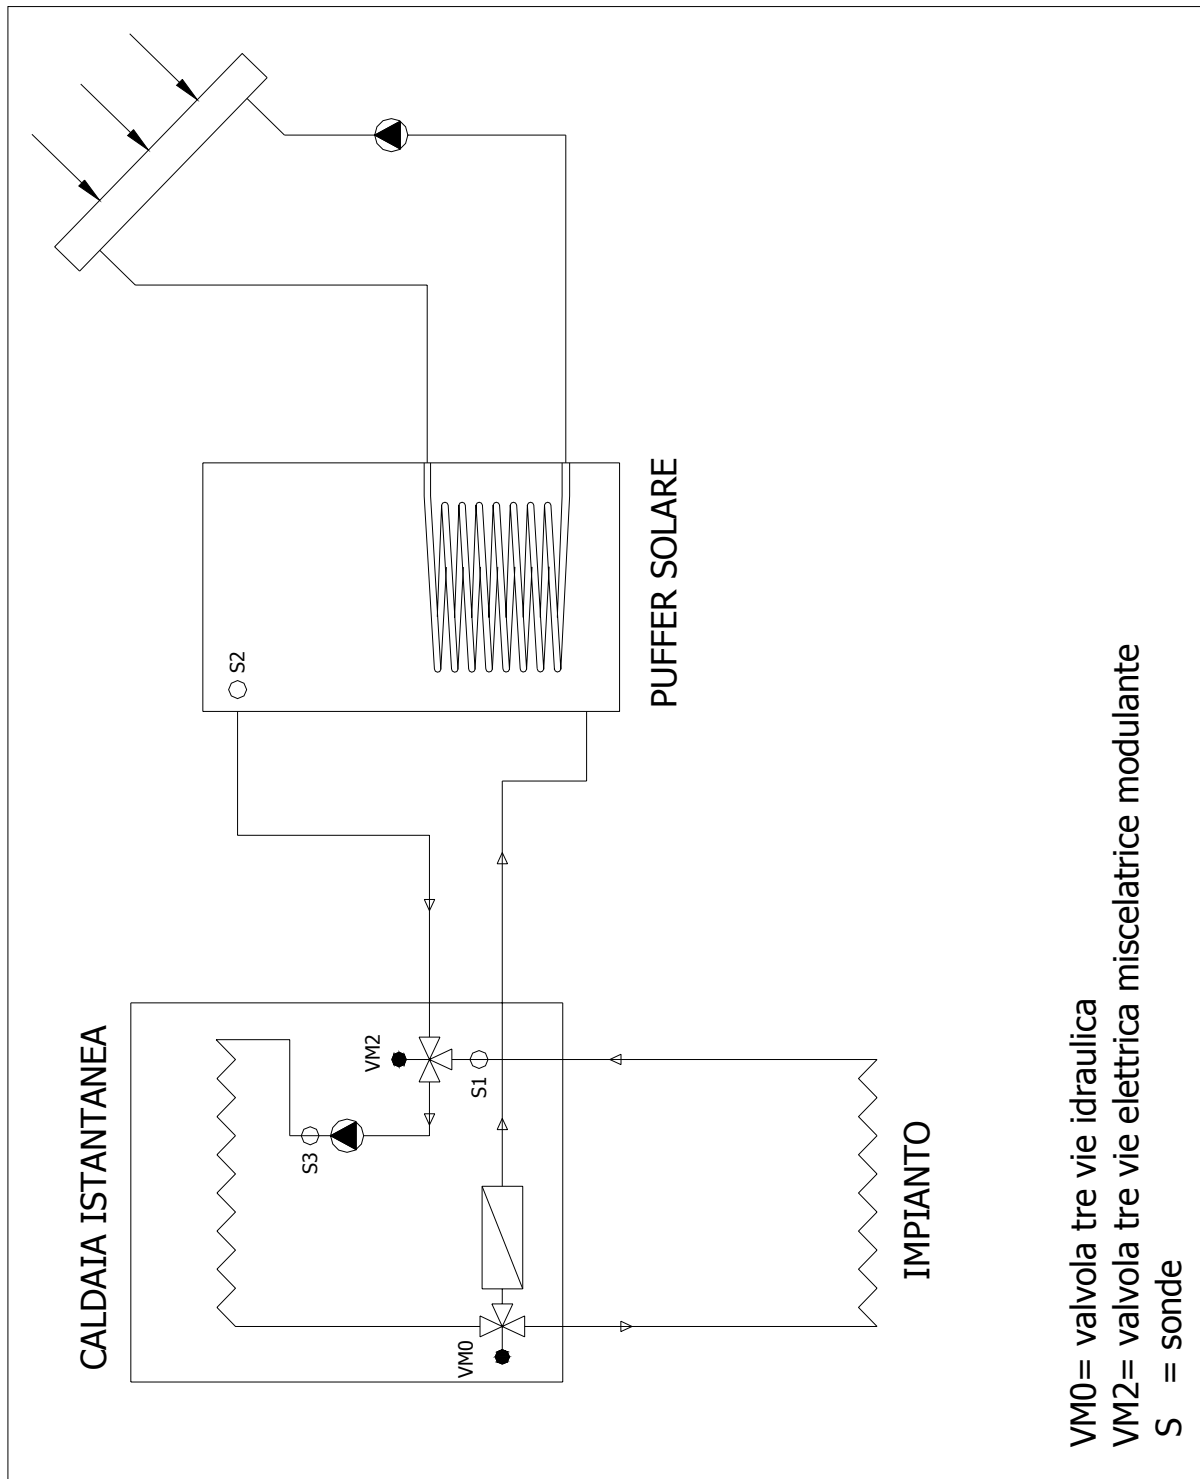 CALDAIA ISTANTANEA
VM2
S3
S1
VM0
S2
PUFFER SOLARE
IMPIANTO
VM0= valvola tre vie idraulica
VM2= valvola tre vie elettrica miscelatrice modulante
S = sonde